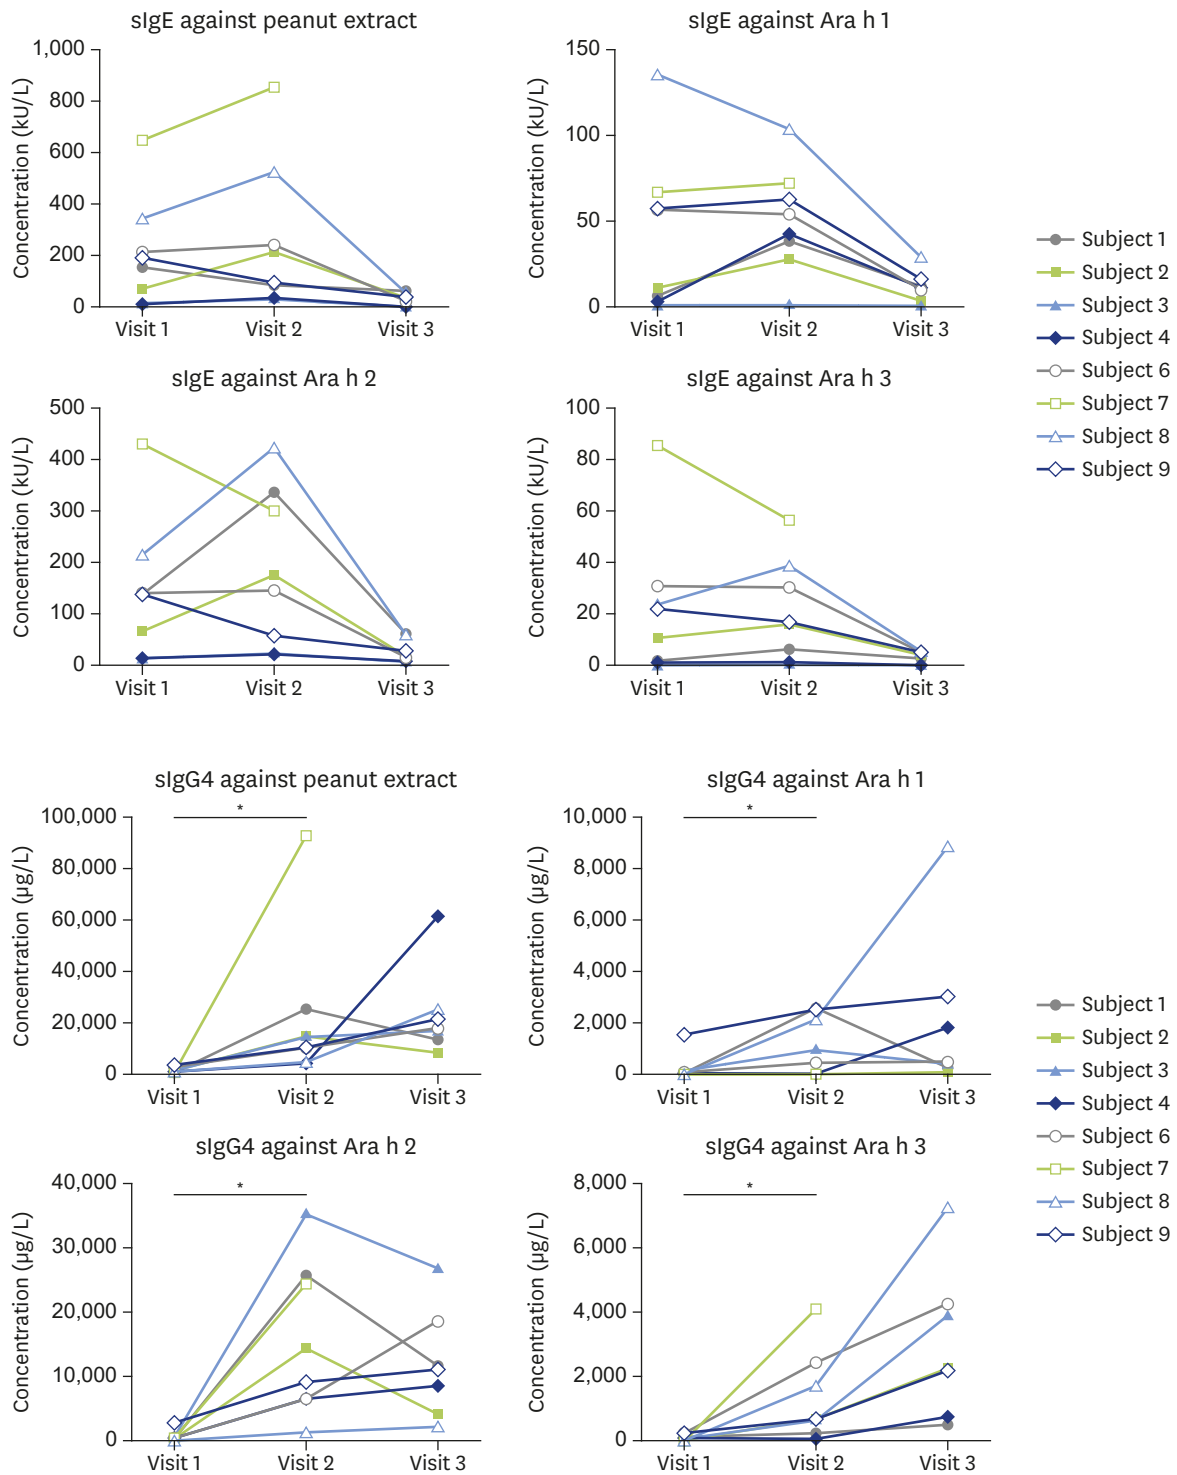 sIgE against peanut extract
Concentration (kU/L)
1,000
800
600
400
200
0
Visit 1 Visit 2 Visit 3
sIgE against Ara h 1
Concentration (kU/L)
150
100
50
0
Visit 1 Visit 2 Visit 3
Subject 1
Subject 2
Subject 3
Subject 4
Subject 6
Subject 7
Subject 8
Subject 9
sIgE against Ara h 2
Concentration (kU/L)
500
400
300
200
100
0
Visit 1 Visit 2 Visit 3
sIgE against Ara h 3
Concentration (kU/L)
100
80
60
40
20
0
Visit 1 Visit 2 Visit 3
sIgG4 against peanut extract
Concentration (µg/L)
100,000
80,000
60,000
40,000
20,000
0
*
Visit 1 Visit 2 Visit 3
sIgG4 against Ara h 1
Concentration (µg/L)
10,000
8,000
6,000
4,000
2,000
0
*
Visit 1 Visit 2 Visit 3
Subject 1
Subject 2
Subject 3
Subject 4
Subject 6
Subject 7
Subject 8
Subject 9
sIgG4 against Ara h 2
Concentration (µg/L)
40,000
30,000
20,000
10,000
0
*
Visit 1 Visit 2 Visit 3
sIgG4 against Ara h 3
Concentration (µg/L)
8,000
6,000
4,000
2,000
0
*
Visit 1 Visit 2 Visit 3